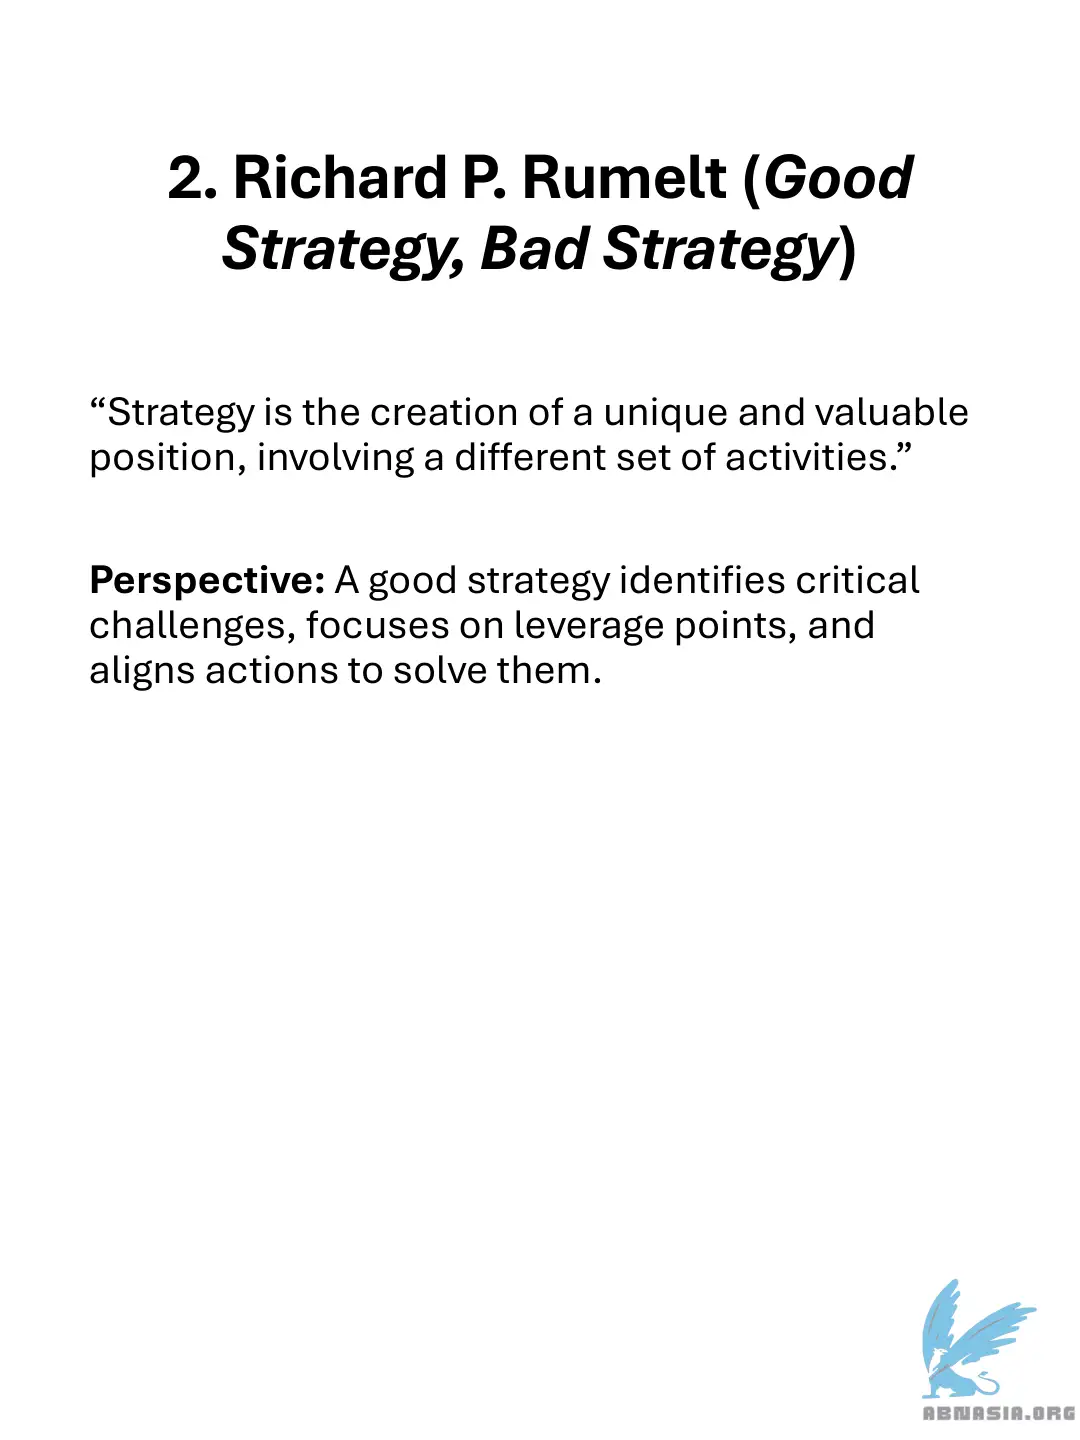 2. Richard P. Rumelt (Good
Strategy, Bad Strategy)
“Strategy is the creation of a unique and valuable
position, involving a different set of activities.”
Perspective: A good strategy identifies critical
challenges, focuses on leverage points, and
aligns actions to solve them.
ABNASIA.ORG